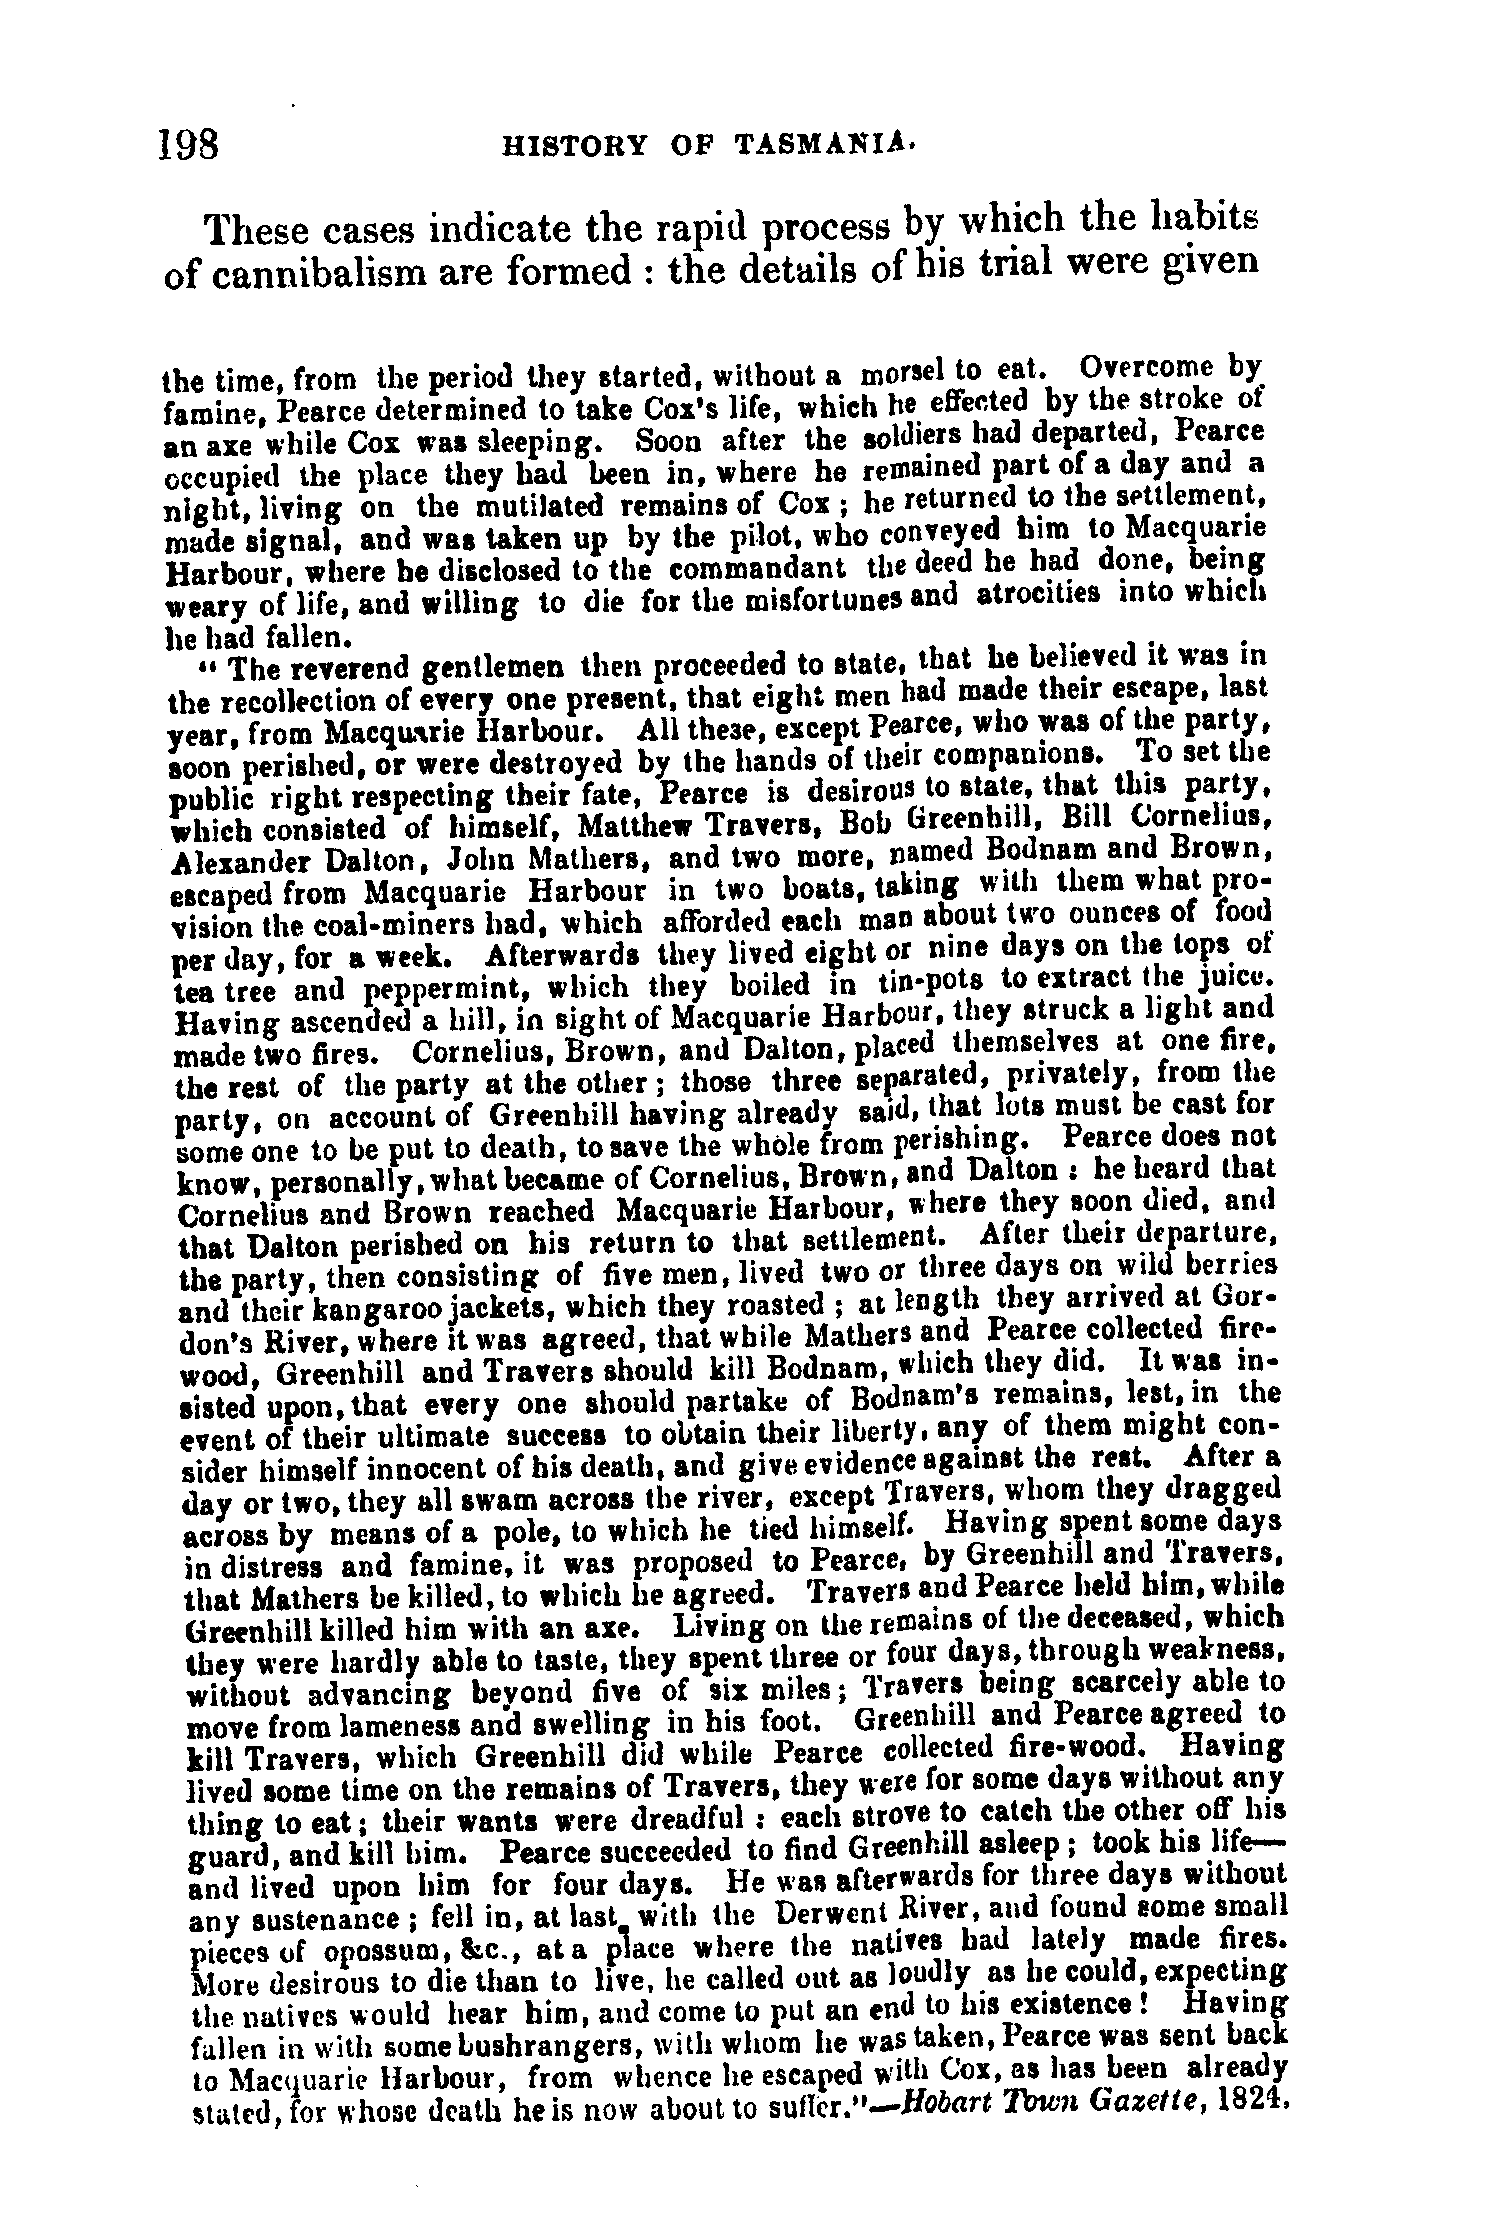 198 HISTORY OF TASMANIA.
These cases indicate the rapid process by which the habits
of cannibalism are formed : the details of his trial were given
the time, from the period they started, without a morsel to eat. Overcome by
famine, Pearce determined to take Cox's life, which he effected by the stroke of
an axe while Cox was sleeping. Soon after the soldiers had departed, Pearce
occupied the place they had been in, where he remained part of a day and a
night, living on the mutilated remains of Cox ; he returned to the settlement,
made signal, and was taken up by the pilot, who conveyed him to Macquarie
Harbour, where he disclosed to the commandant the deed he had done, being
weary of life, and willing to die for the misfortunes and atrocities into which
he had fallen.
" The reverend gentlemen then proceeded to state, that he believed it was in
the recollection of every one present, that eight men had made their escape, last
year, from Macquarie Harbour. All these, except Pearce, who was of the party,
soon perished, or were destroyed by the hands of their companions. To set the
public right respecting their fate, Pearce is desirous to state, that this party,
which consisted of himself, Matthew Travers, Bob Greenhill, Bill Cornelius,
Alexander Dalton, John Mathers, and two more, named Bodnam and Brown,
escaped from Macquarie Harbour in two boats, taking with them what pro-
vision the coal-miners had, which afforded each man about two ounces of food
per day, for a week. Afterwards they lived eight or nine days on the tops of
tea tree and peppermint, which they boiled in tin-pots to extract the juice.
Having ascended a hill, in sight of Macquarie Harbour, they struck a light and
made two fires. Cornelius, Brown, and Dalton, placed themselves at one fire,
the rest of the party at the other ; those three separated, privately, from the
party, on account of Greenhill having already said, that lots must be cast for
some one to be put to death, to save the whole from perishing. Pearce does not
know, personally, what became of Cornelius, Brown, and Dalton : he heard that
Cornelius and Brown reached Macquarie Harbour, where they soon died, and
that Dalton perished on his return to that settlement. After their departure,
the party, then consisting of five men, lived two or three days on wild berries
and their kangaroo jackets, which they roasted ; at length they arrived at Gor-
don's River, where it was agreed, that while Mathers and Pearce collected fire-
wood, Greenhill and Travers should kill Bodnam, which they did. It was in-
sisted upon, that every one should partake of Bodnam's remains, lest, in the
event of their ultimate success to obtain their liberty, any of them might con-
sider himself innocent of his death, and give evidence against the rest. After a
day or two, they all swam across the river, except Travers, whom they dragged
across by means of a pole, to which he tied himself. Having spent some days
in distress and famine, it was proposed to Pearce, by Greenhill and Travers,
that Mathers be killed, to which he agreed. Travers and Pearce held him, while
Greenhill killed him with an axe. Living on the remains of the deceased, which
they were hardly able to taste, they spent three or four days, through weakness,
without advancing beyond five of six miles ; Travers being scarcely able to
move from lameness and swelling in his foot. Greenhill and Pearce agreed to
kill Travers, which Greenhill did while Pearce collected fire-wood. Having
lived some time on the remains of Travers, they were for some days without any
thing to eat ; their wants were dreadful : each strove to catch the other off his
guard, and kill him. Pearce succeeded to find Greenhill asleep ; took his life—
and lived upon him for four days. He was afterwards for three days without
any sustenance ; fell in, at last, with the Derwent River, and found some small
pieces of opossum, &c., at a place where the natives had lately made fires.
More desirous to die than to live, he called out as loudly as he could, expecting
the natives would hear him, and come to put an end to his existence ! Having
fallen in with some bushrangers, with whom he was taken, Pearce was sent back
to Macquarie Harbour, from whence he escaped with Cox, as has been already
stated, for whose death he is now about to suffer."—Hobart Town Gazette, 1824.